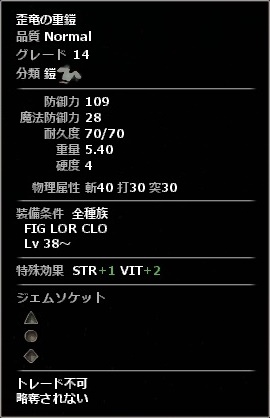 歪竜の重鎧
品質 Normal
グレード 14
分類 鎧
防御力 109
魔法防御力 28
耐久度 70/70
重量 5.40
硬度 4
物理属性 斬40 打30 突30
装備条件 全種族
FIG LOR CLO
Lv 38～
特殊効果 STR+1 VIT+2
ジェムソケット
トレード不可
略奪されない